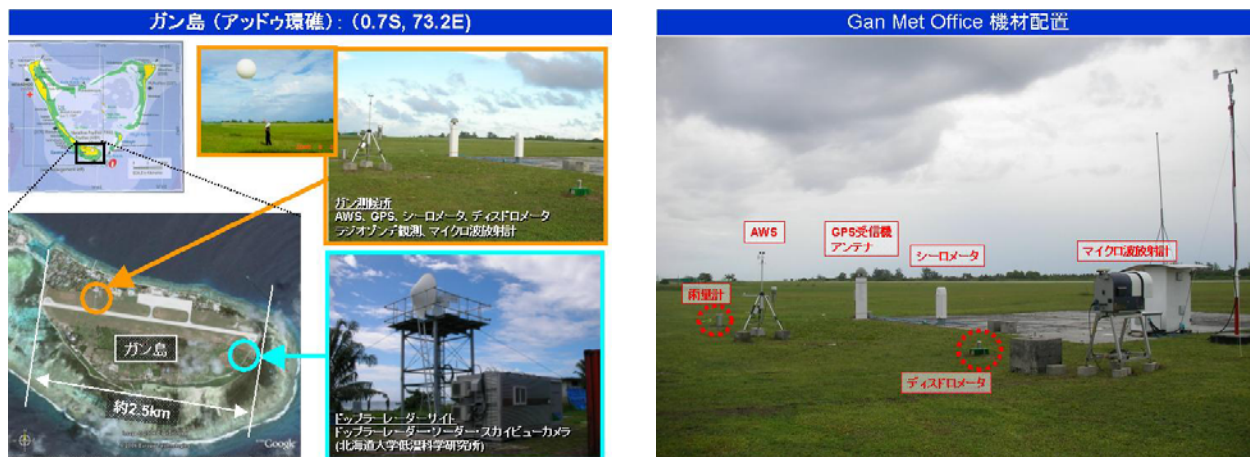 ガン島（アッドゥ環礁）: (0.7S, 73.2E)
ガン測候所
AWS、GPS、シーロメータ、ディスドロメータ
ラジオゾンデ観測、マイクロ波放射計
ガン島
約2.5km
Google
ドップラーレーダーサイト
ドップラーレーダー・ソーダー・スカイビューカメラ
(北海道大学低温科学研究所)
Gan Met Office 機材配置
AWS
GPS受信機
アンテナ
シーロメータ
マイクロ波放射計
雨量計
ディスドロメータ